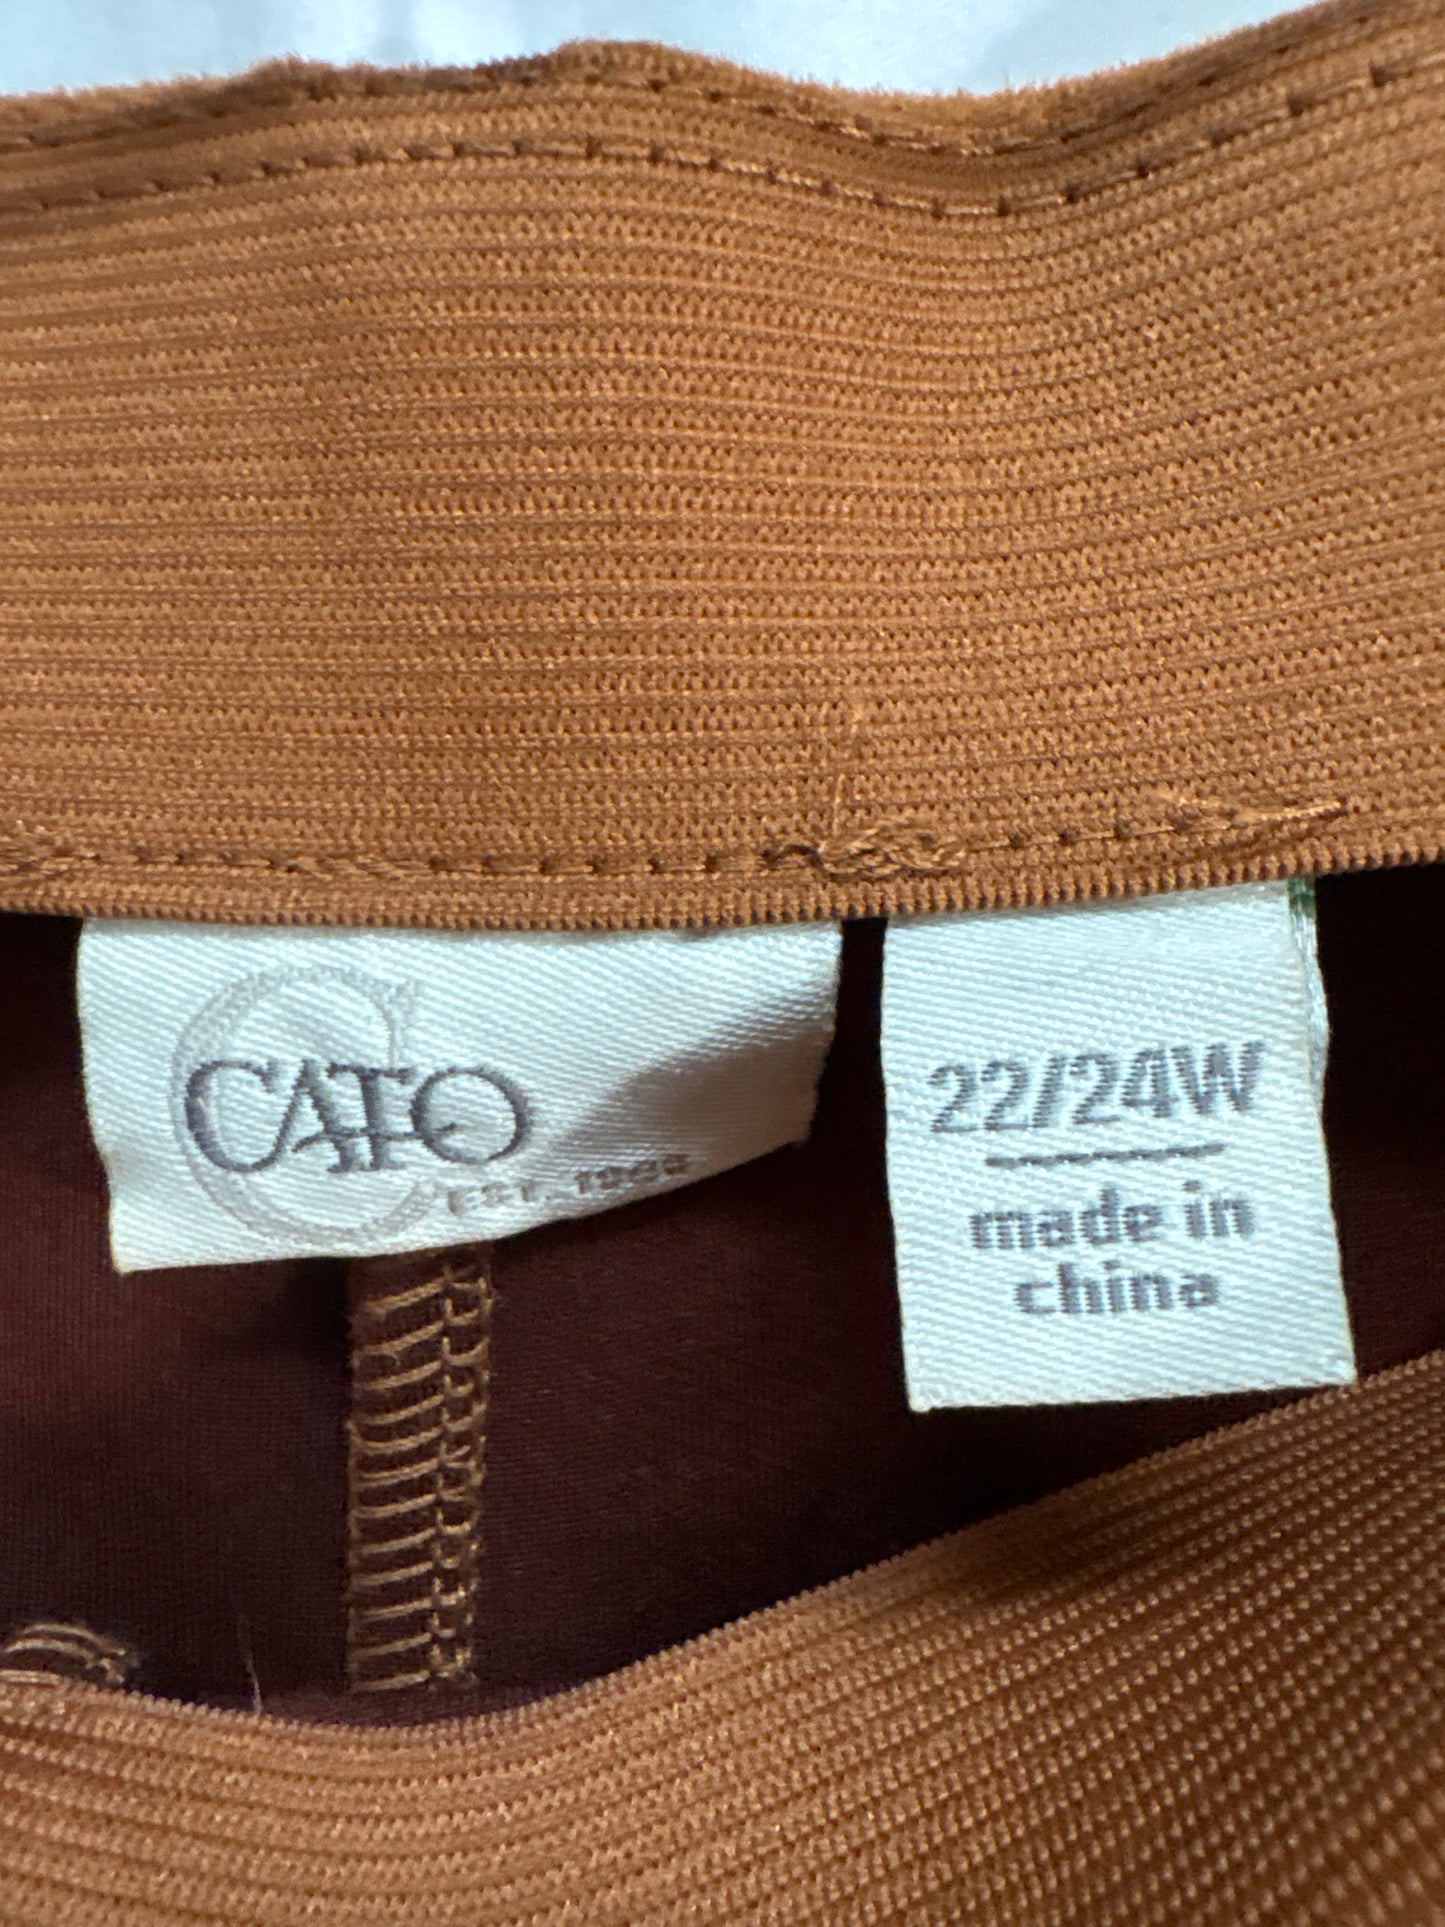 CATO
EST. 1946
22/24W
made in
china